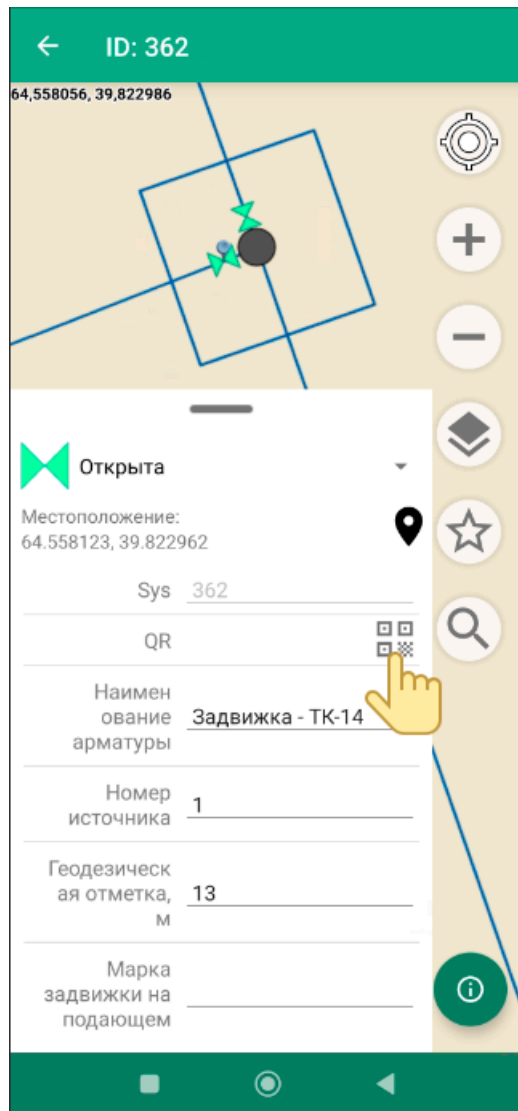 ID: 362
64,558056, 39,822986
Открыта
Местоположение:
64.558123, 39.822962
Sys 362
QR
Наимен
ование Задвижка - ТК-14
арматуры
Номер
источника 1
Геодезическ
ая отметка, 13
м
Марка
задвижки на
подающем